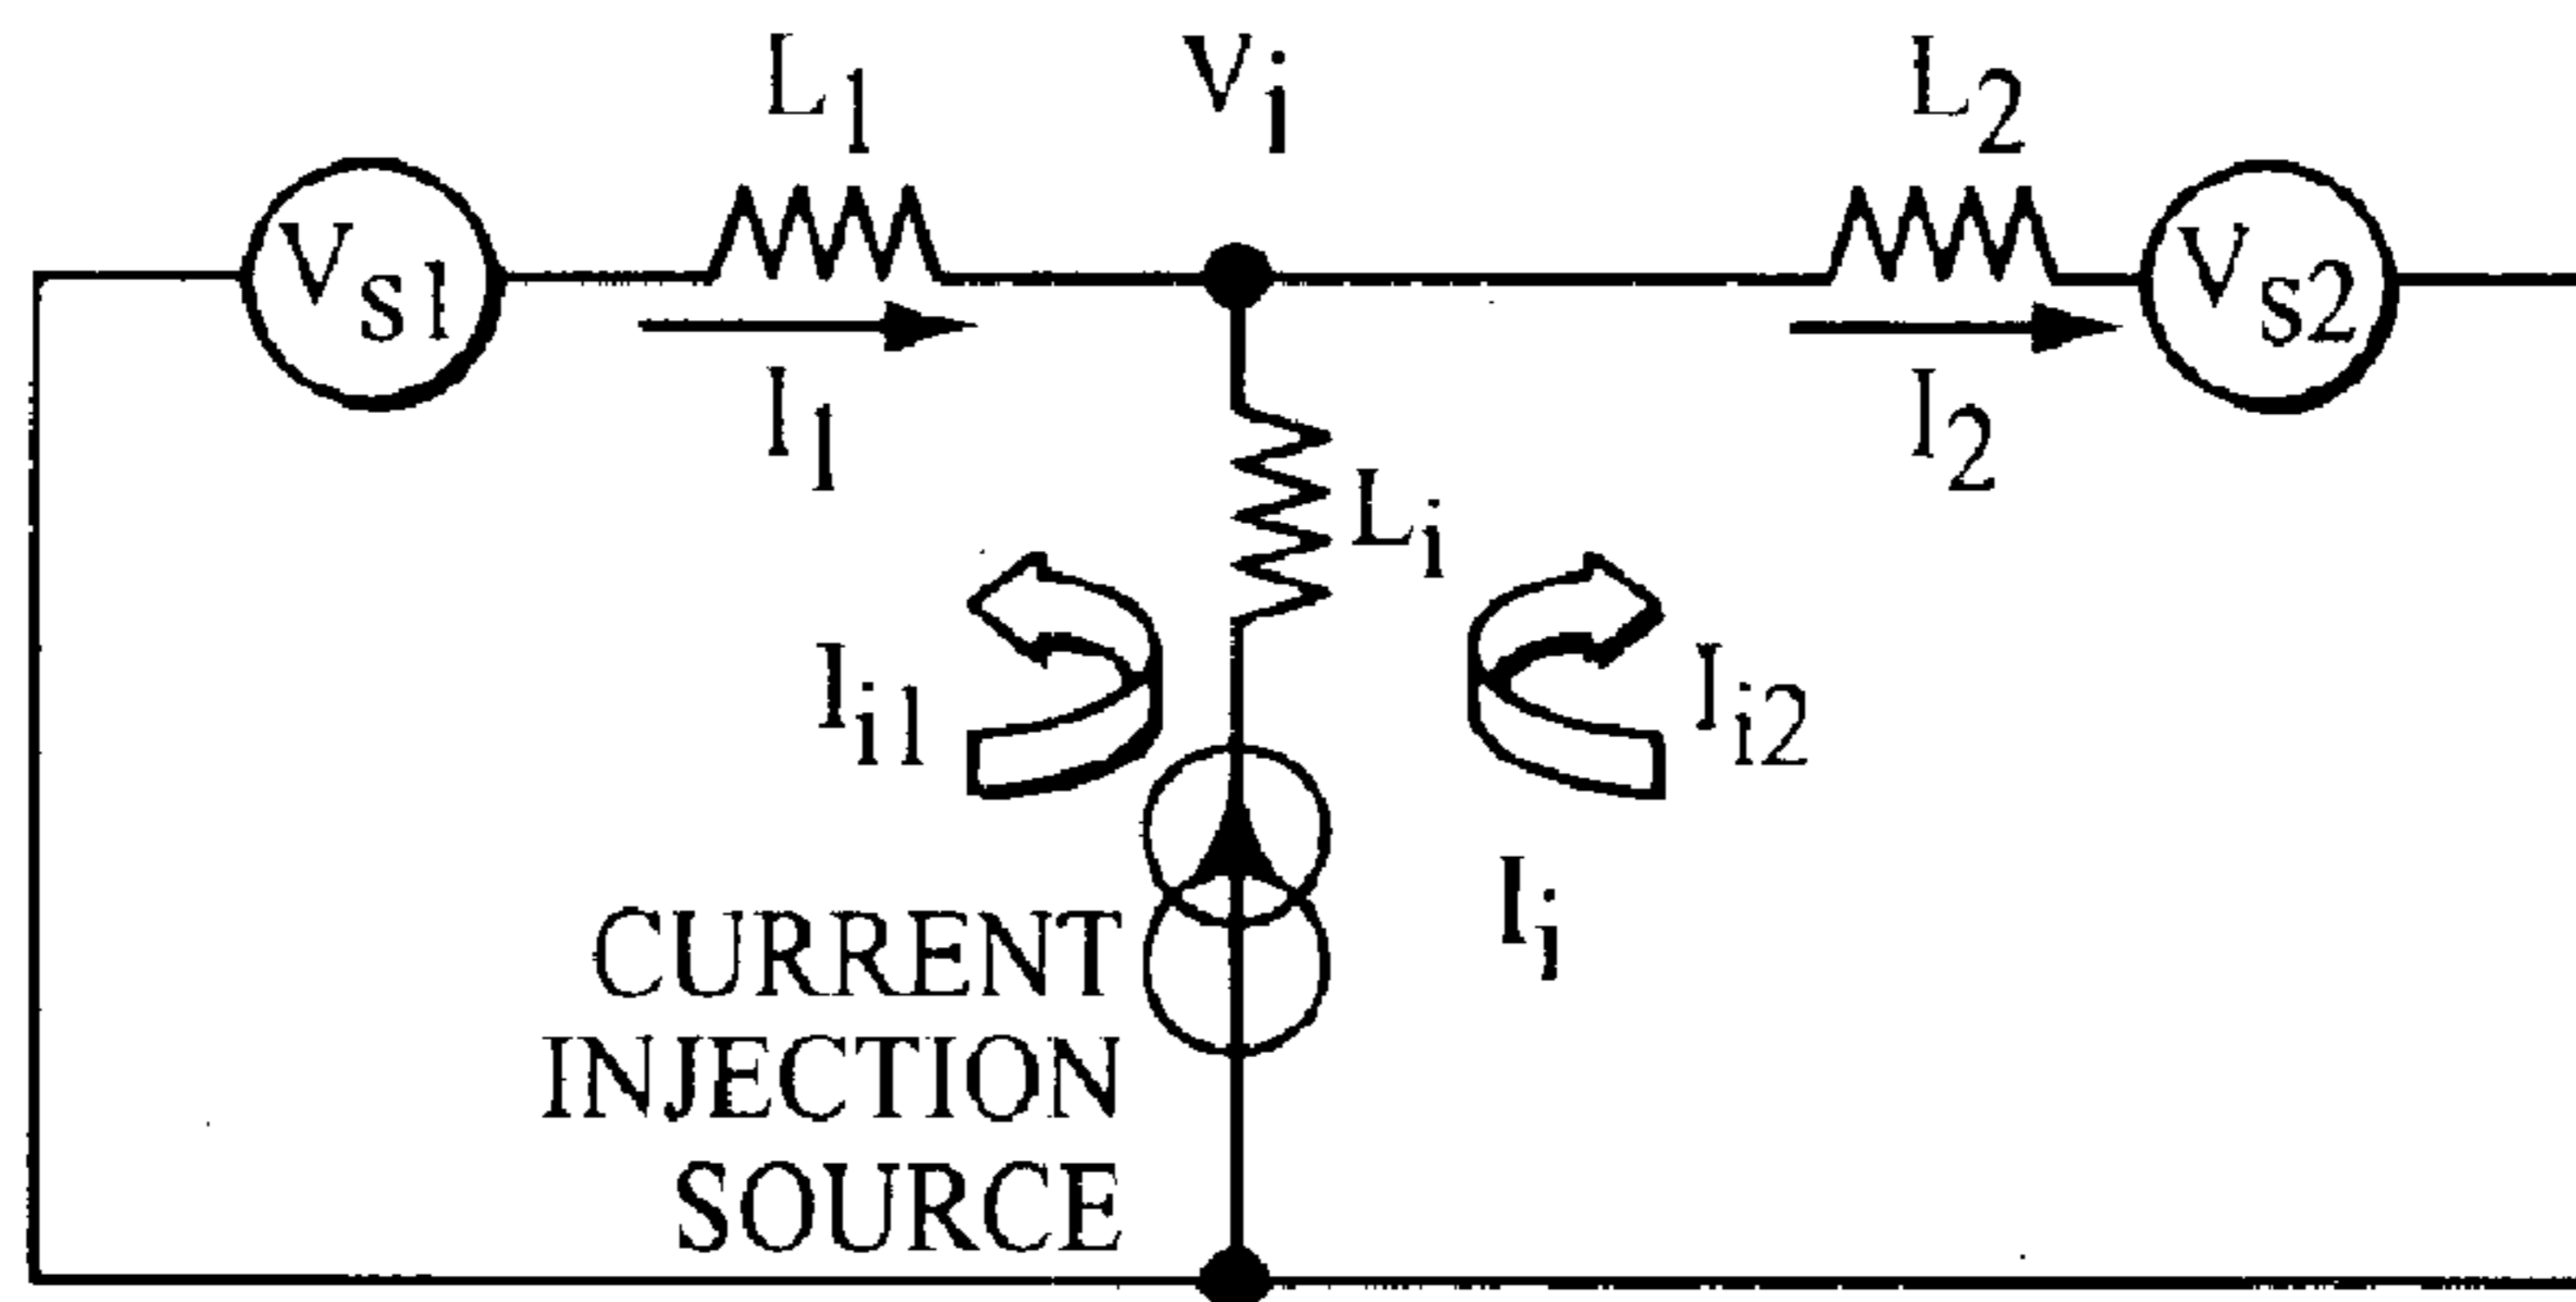 L1
Vi
L2
Vs1
Vs2
I1
I2
Li
Ii1
Ii2
Ii
CURRENT
INJECTION
SOURCE